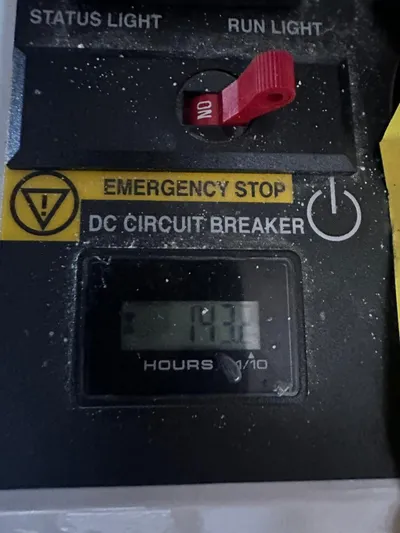 STATUS LIGHT
RUN LIGHT
ON
EMERGENCY STOP
DC CIRCUIT BREAKER
HOURS 1/10